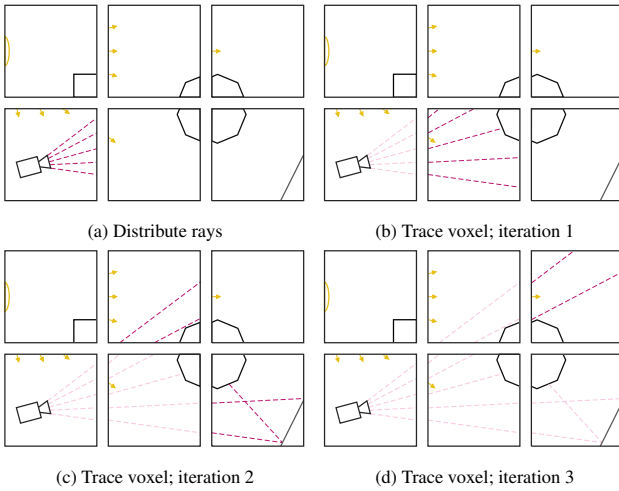 (a) Distribute rays
(b) Trace voxel; iteration 1
(c) Trace voxel; iteration 2
(d) Trace voxel; iteration 3